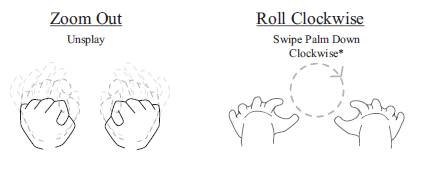 Zoom Out
Unsplay
Roll Clockwise
Swipe Palm Down
Clockwise*